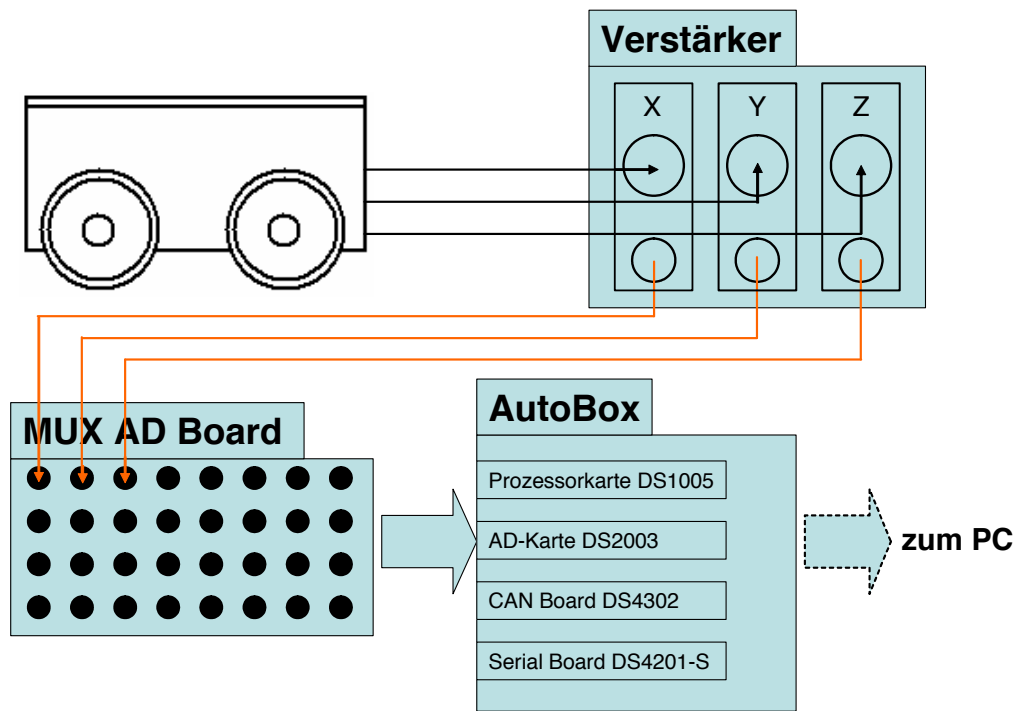 Verstärker
X Y Z
MUX AD Board
AutoBox
Prozessorkarte DS1005
AD-Karte DS2003
CAN Board DS4302
Serial Board DS4201-S
zum PC